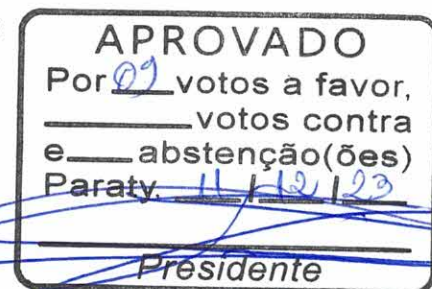 APROVADO
Por 09 votos a favor,
votos contra
e abstenção(ões)
Paraty, 11 / 12 / 23
Presidente